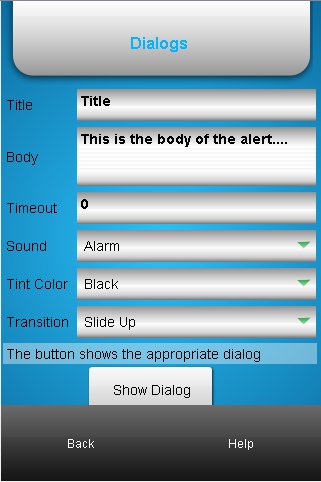 Dialogs
Title Title
Body This is the body of the alert....
Timeout 0
Sound Alarm
Tint Color Black
Transition Slide Up
The button shows the appropriate dialog
Show Dialog
Back Help